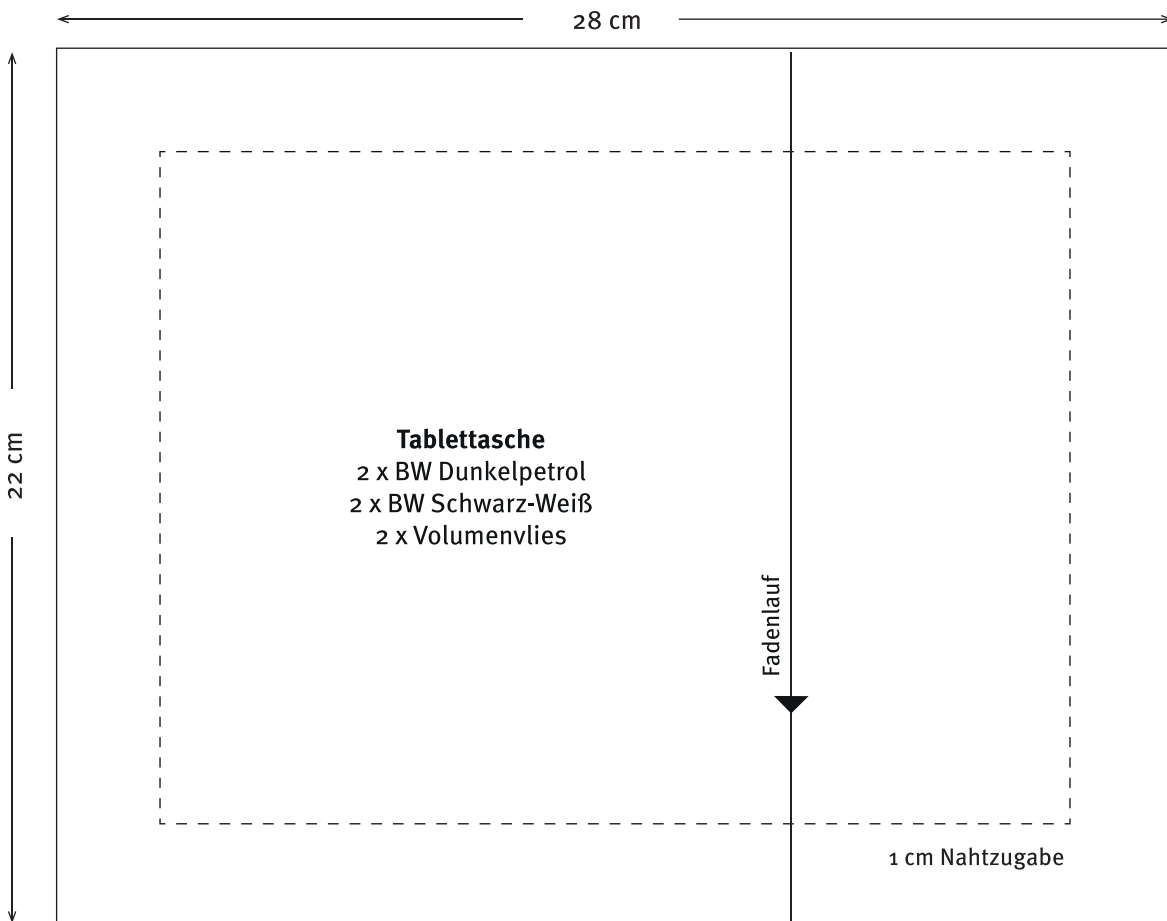 28 cm
22 cm
Tablettasche
2 x BW Dunkelpetrol
2 x BW Schwarz-Weiß
2 x Volumenvlies
Fadenlauf
1 cm Nahtzugabe